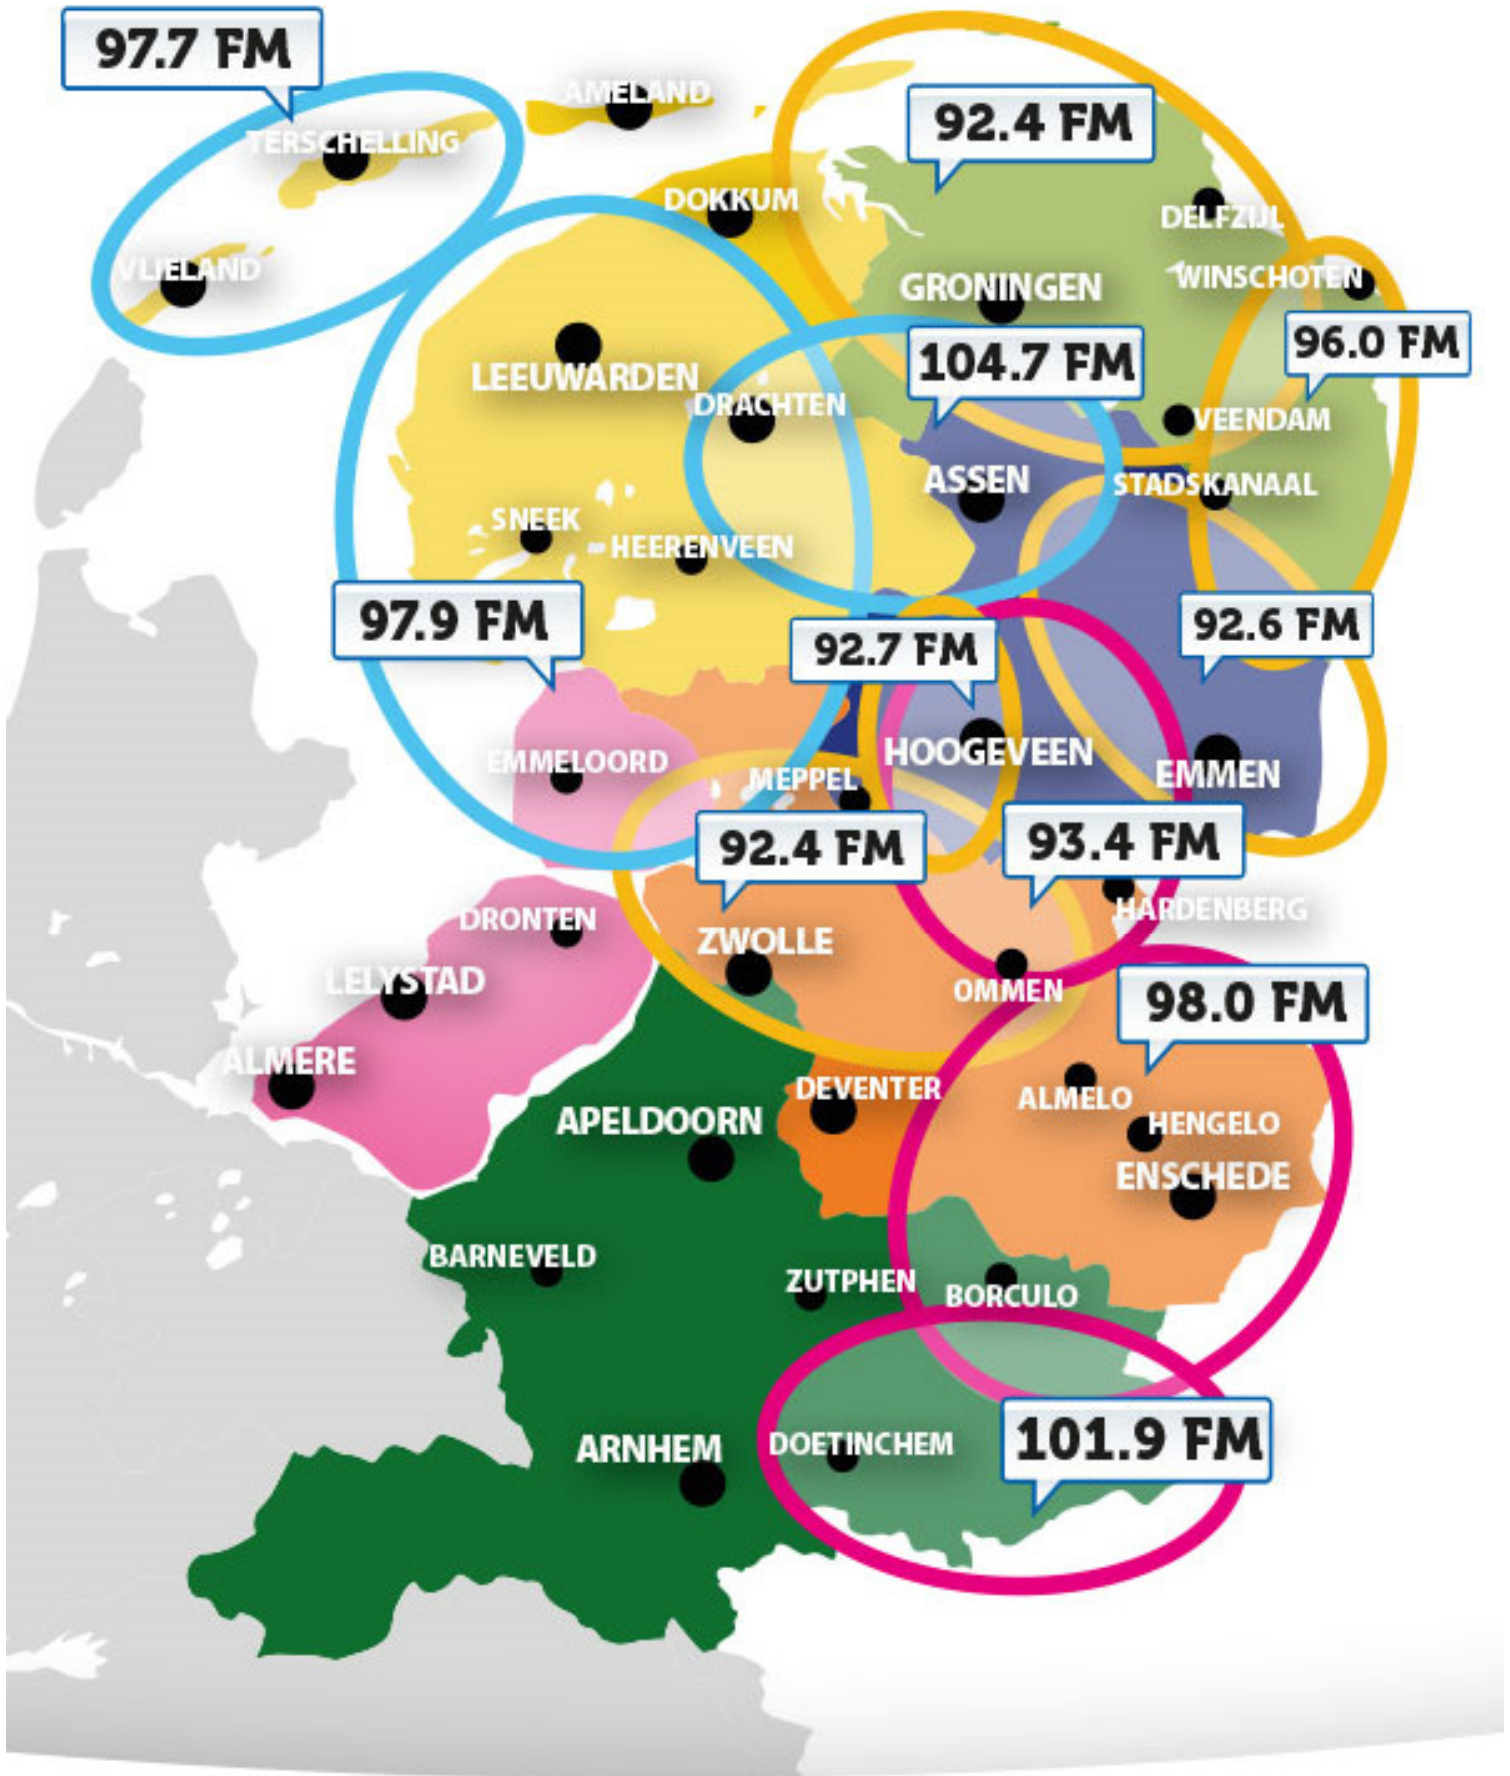 97.7 FM
AMELAND
TERSCHELLING
92.4 FM
DOKKUM
DELFZIJL
VLIELAND
GRONINGEN
WINSCHOTEN
LEEUWARDEN
104.7 FM
96.0 FM
DRACHTEN
VEENDAM
ASSEN
STADSKANAAL
SNEEK
HEERENVEEN
97.9 FM
92.7 FM
92.6 FM
EMMELOORD
MEPPEL
HOOGEVEEN
EMMEN
92.4 FM
93.4 FM
DRONTEN
HARDENBERG
ZWOLLE
LELYSTAD
OMMEN
98.0 FM
ALMERE
DEVENTER
ALMELO
APELDOORN
HENGELO
ENSCHEDE
BARNEVELD
ZUTPHEN
BORCULO
ARNHEM
DOETINCHEM
101.9 FM